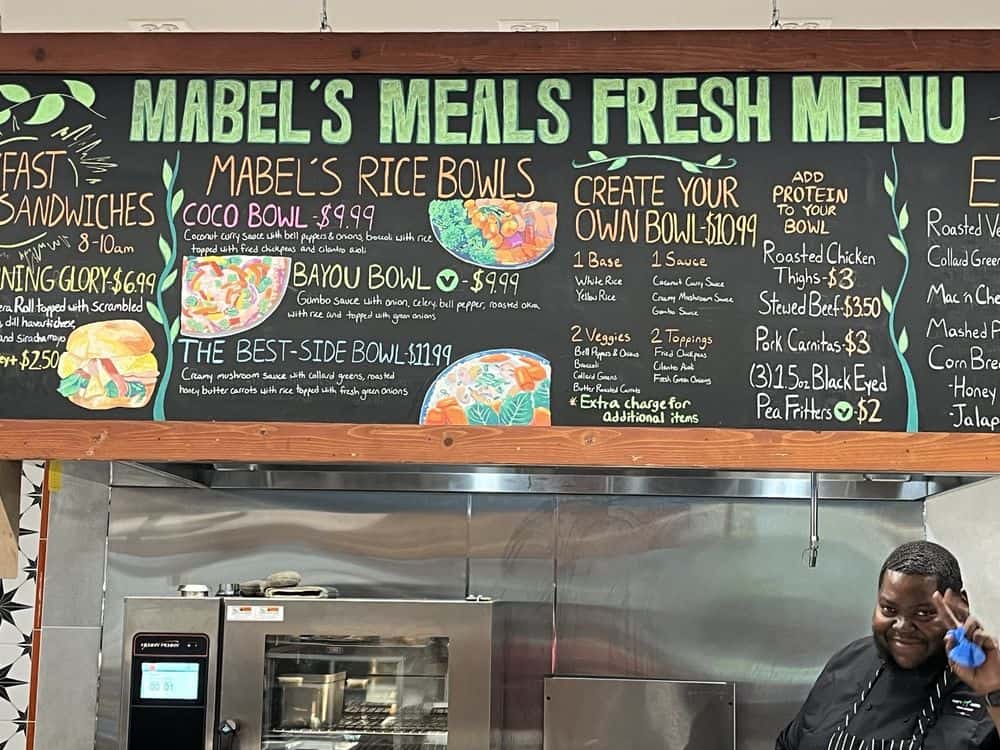 MABEL'S MEALS FRESH MENU
FAST
SANDWICHES
8-10am
NING GLORY-$6.99
era Roll topped with Scrambled
, dill havarti cheese,
and siracha mayo
$2.50
MABEL'S RICE BOWLS
COCO BOWL-$9.99
Coconut curry sauce with bell peppers & onions, broccoli with rice
topped with fried chickpeas and cilantro aioli
BAYOU BOWL V -$9.99
Gumbo sauce with onion, celery, bell pepper, roasted okra
with rice and topped with green onions
THE BEST-SIDE BOWL-$11.99
Creamy mushroom sauce with collard greens, roasted
honey butter carrots with rice topped with fresh green onions
CREATE YOUR
OWN BOWL-$10.99
1 Base
White Rice
Yellow Rice
1 Sauce
Coconut Curry Sauce
Creamy Mushroom Sauce
Gumbo Sauce
2 Veggies
Bell Peppers & Onions
Broccoli
Collard Greens
Butter Roasted Carrots
2 Toppings
Fried Chickpeas
Cilantro Aioli
Fresh Green Onions
* Extra charge for
additional items
ADD
PROTEIN
TO YOUR
BOWL
Roasted Chicken
Thighs-$3
Stewed Beef-$3.50
Pork Carnitas-$3
(3) 1.5oz Black Eyed
Pea Fritters V -$2
E
Roasted Ve
Collard Green
Mac n Che
Mashed P
Corn Brea
-Honey
-Jalap
00:01